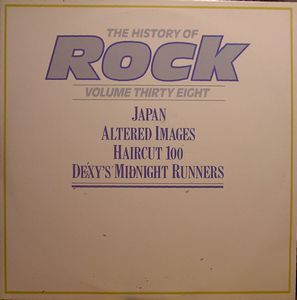 THE HISTORY OF
Rock
VOLUME THIRTY EIGHT
JAPAN
ALTERED IMAGES
HAIRCUT 100
DEXY'S MIDNIGHT RUNNERS